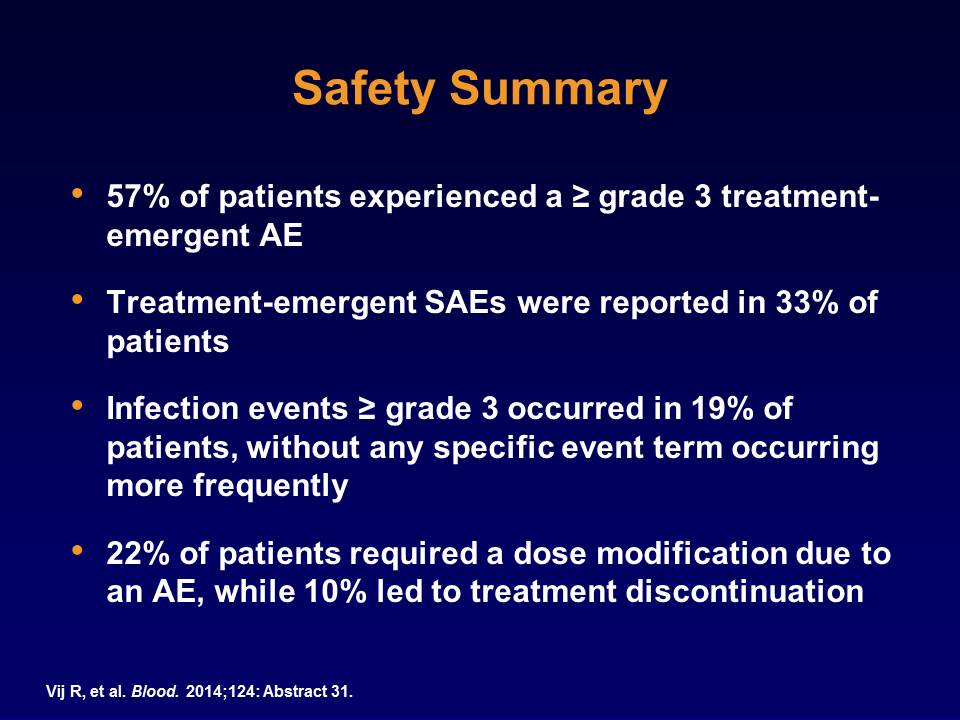 Safety Summary
• 57% of patients experienced a ≥ grade 3 treatment-
emergent AE
• Treatment-emergent SAEs were reported in 33% of
patients
• Infection events ≥ grade 3 occurred in 19% of
patients, without any specific event term occurring
more frequently
• 22% of patients required a dose modification due to
an AE, while 10% led to treatment discontinuation
Vij R, et al. Blood. 2014;124: Abstract 31.